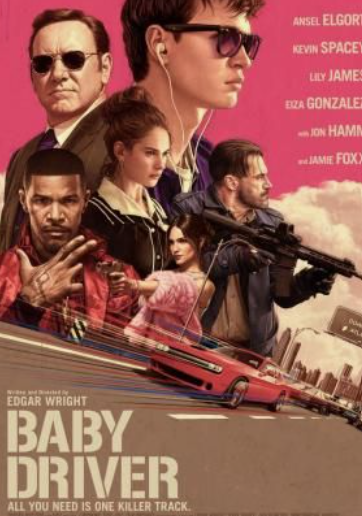 ANSEL ELGORT
KEVIN SPACEY
LILY JAMES
EIZA GONZALEZ
with JON HAMM
and JAMIE FOXX
Written and Directed by
EDGAR WRIGHT
BABY
DRIVER
ALL YOU NEED IS ONE KILLER TRACK.